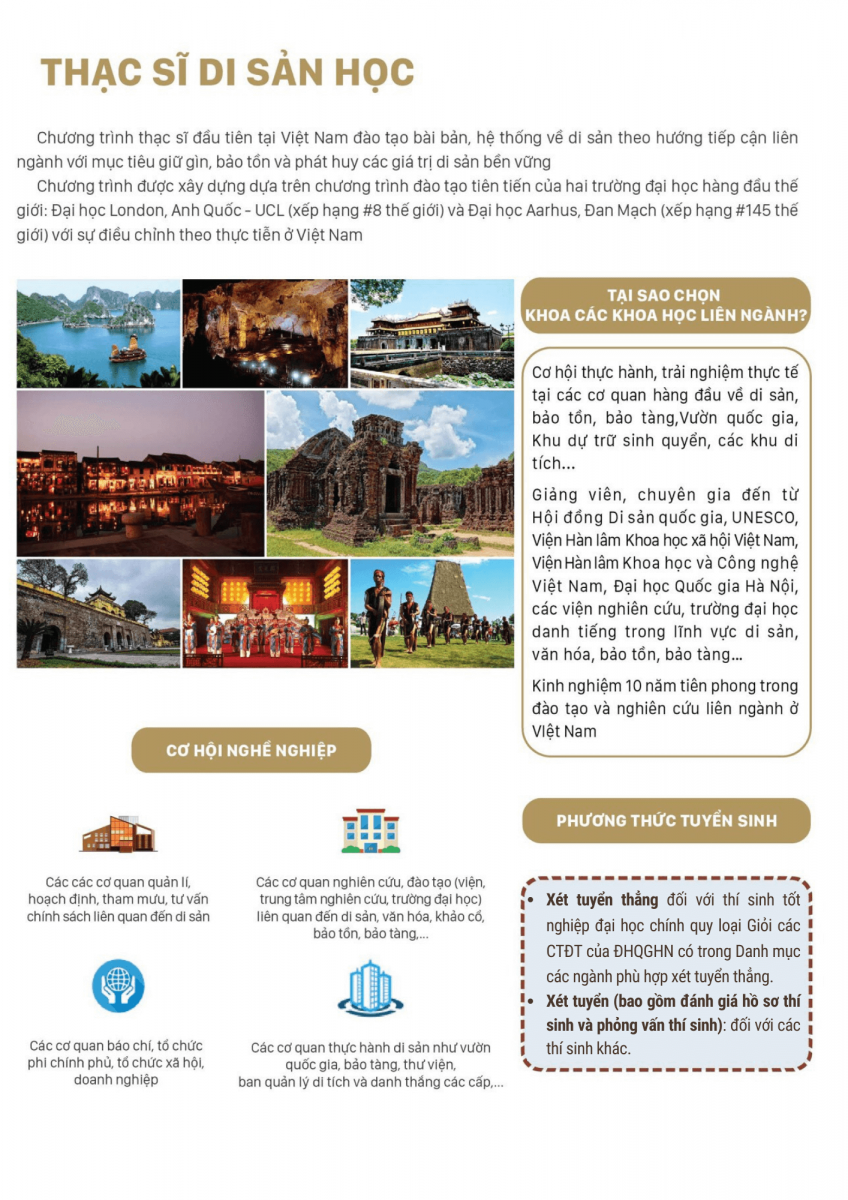 THẠC SĨ DI SẢN HỌC
Chương trình thạc sĩ đầu tiên tại Việt Nam đào tạo bài bản, hệ thống về di sản theo hướng tiếp cận liên
ngành với mục tiêu giữ gìn, bảo tồn và phát huy các giá trị di sản bền vững
Chương trình được xây dựng dựa trên chương trình đào tạo tiên tiến của hai trường đại học hàng đầu thế
giới: Đại học London, Anh Quốc - UCL (xếp hạng #8 thế giới) và Đại học Aarhus, Đan Mạch (xếp hạng #145 thế
giới) với sự điều chỉnh theo thực tiễn ở Việt Nam
TẠI SAO CHỌN
KHOA CÁC KHOA HỌC LIÊN NGÀNH?
Cơ hội thực hành, trải nghiệm thực tế
tại các cơ quan hàng đầu về di sản,
bảo tồn, bảo tàng,Vườn quốc gia,
Khu dự trữ sinh quyển, các khu di
tích...
Giảng viên, chuyên gia đến từ
Hội đồng Di sản quốc gia, UNESCO,
Viện Hàn lâm Khoa học xã hội Việt Nam,
Viện Hàn lâm Khoa học và Công nghệ
Việt Nam, Đại học Quốc gia Hà Nội,
các viện nghiên cứu, trường đại học
danh tiếng trong lĩnh vực di sản,
văn hóa, bảo tồn, bảo tàng...
Kinh nghiệm 10 năm tiên phong trong
đào tạo và nghiên cứu liên ngành ở
VIệt Nam
CƠ HỘI NGHỀ NGHIỆP
Các các cơ quan quản lí,
hoạch định, tham mưu, tư vấn
chính sách liên quan đến di sản
Các cơ quan nghiên cứu, đào tạo (viện,
trung tâm nghiên cứu, trường đại học)
liên quan đến di sản, văn hóa, khảo cổ,
bảo tồn, bảo tàng,...
Các cơ quan báo chí, tổ chức
phi chính phủ, tổ chức xã hội,
doanh nghiệp
Các cơ quan thực hành di sản như vườn
quốc gia, bảo tàng, thư viện,
ban quản lý di tích và danh thắng các cấp,...
PHƯƠNG THỨC TUYỂN SINH
• Xét tuyển thẳng đối với thí sinh tốt
nghiệp đại học chính quy loại Giỏi các
CTĐT của ĐHQGHN có trong Danh mục
các ngành phù hợp xét tuyển thẳng.
• Xét tuyển (bao gồm đánh giá hồ sơ thí
sinh và phỏng vấn thí sinh): đối với các
thí sinh khác.